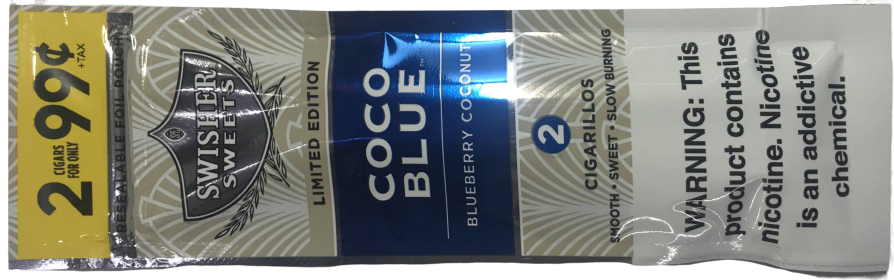 2 CIGARS FOR ONLY 99¢ +TAX
RESEALABLE FOIL POUCH
SWISHER
SWEETS
LIMITED EDITION
COCO
BLUE™
BLUEBERRY COCONUT
2
CIGARILLOS
SMOOTH • SWEET • SLOW BURNING
WARNING: This
product contains
nicotine. Nicotine
is an addictive
chemical.